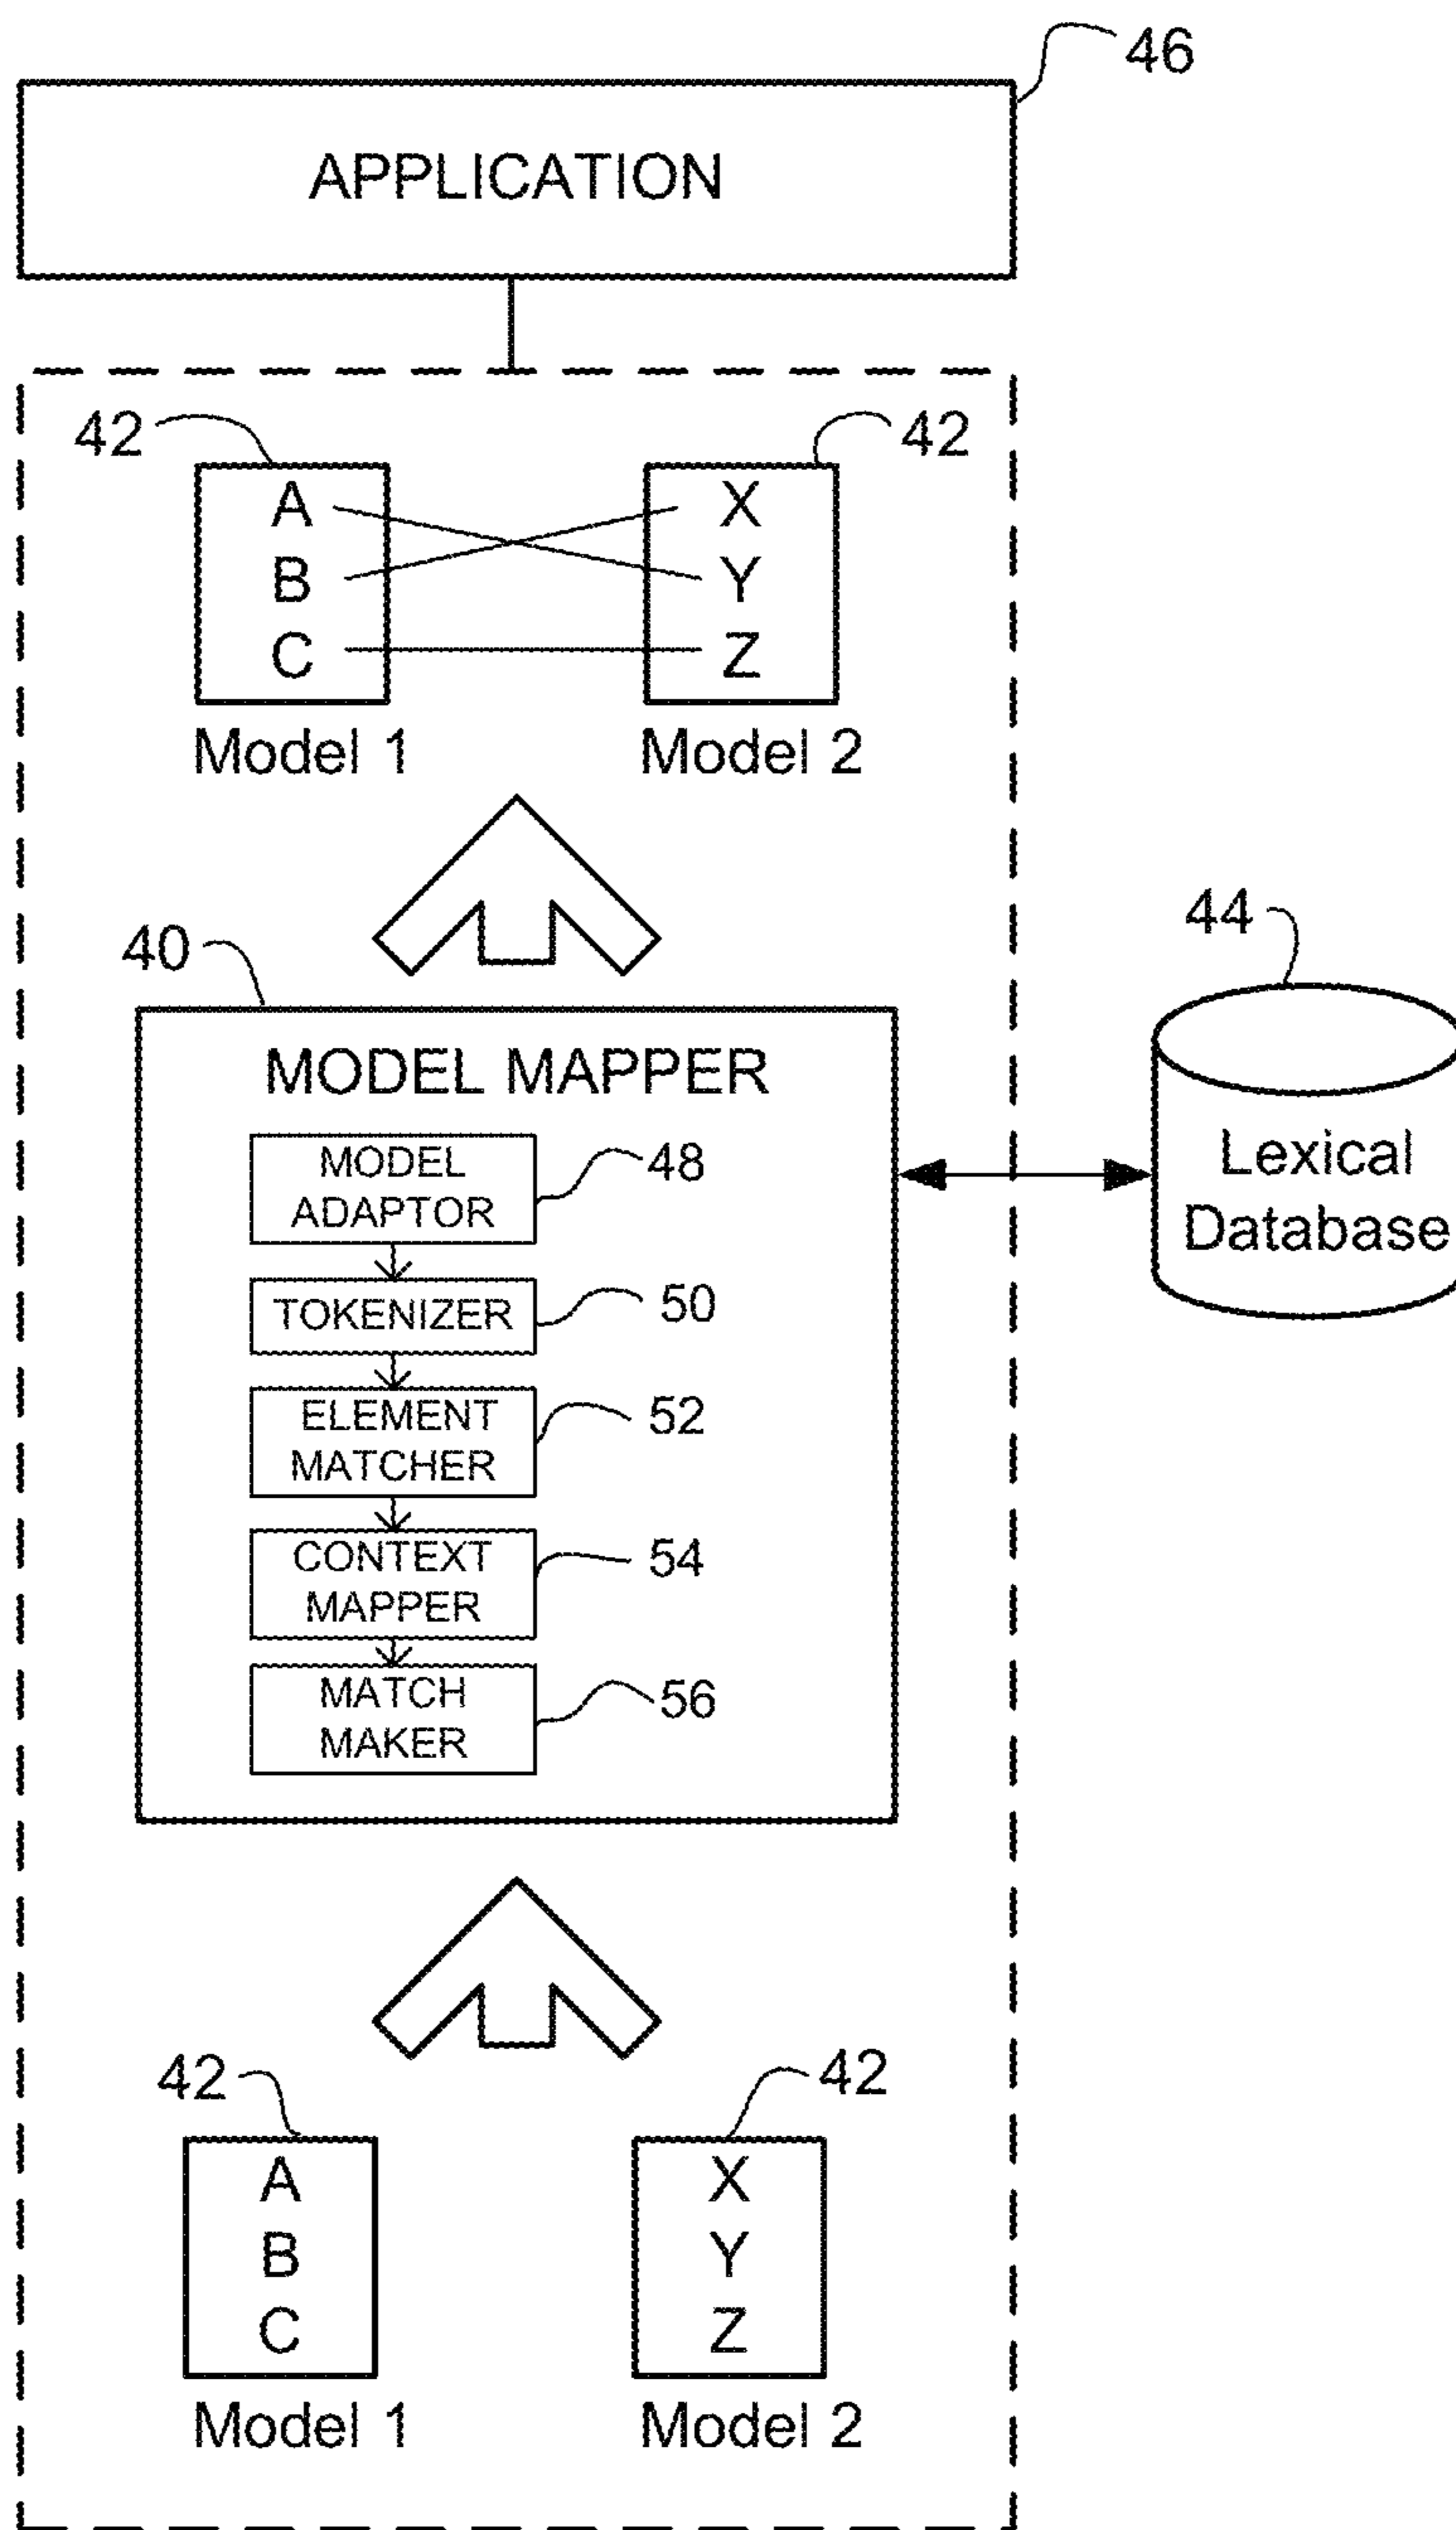 46
APPLICATION
42
42
A
X
B
Y
C
Z
Model 1
Model 2
40
44
MODEL MAPPER
MODEL
ADAPTOR
48
Lexical
Database
TOKENIZER
50
ELEMENT
MATCHER
52
CONTEXT
MAPPER
54
MATCH
MAKER
56
42
42
A
X
B
Y
C
Z
Model 1
Model 2